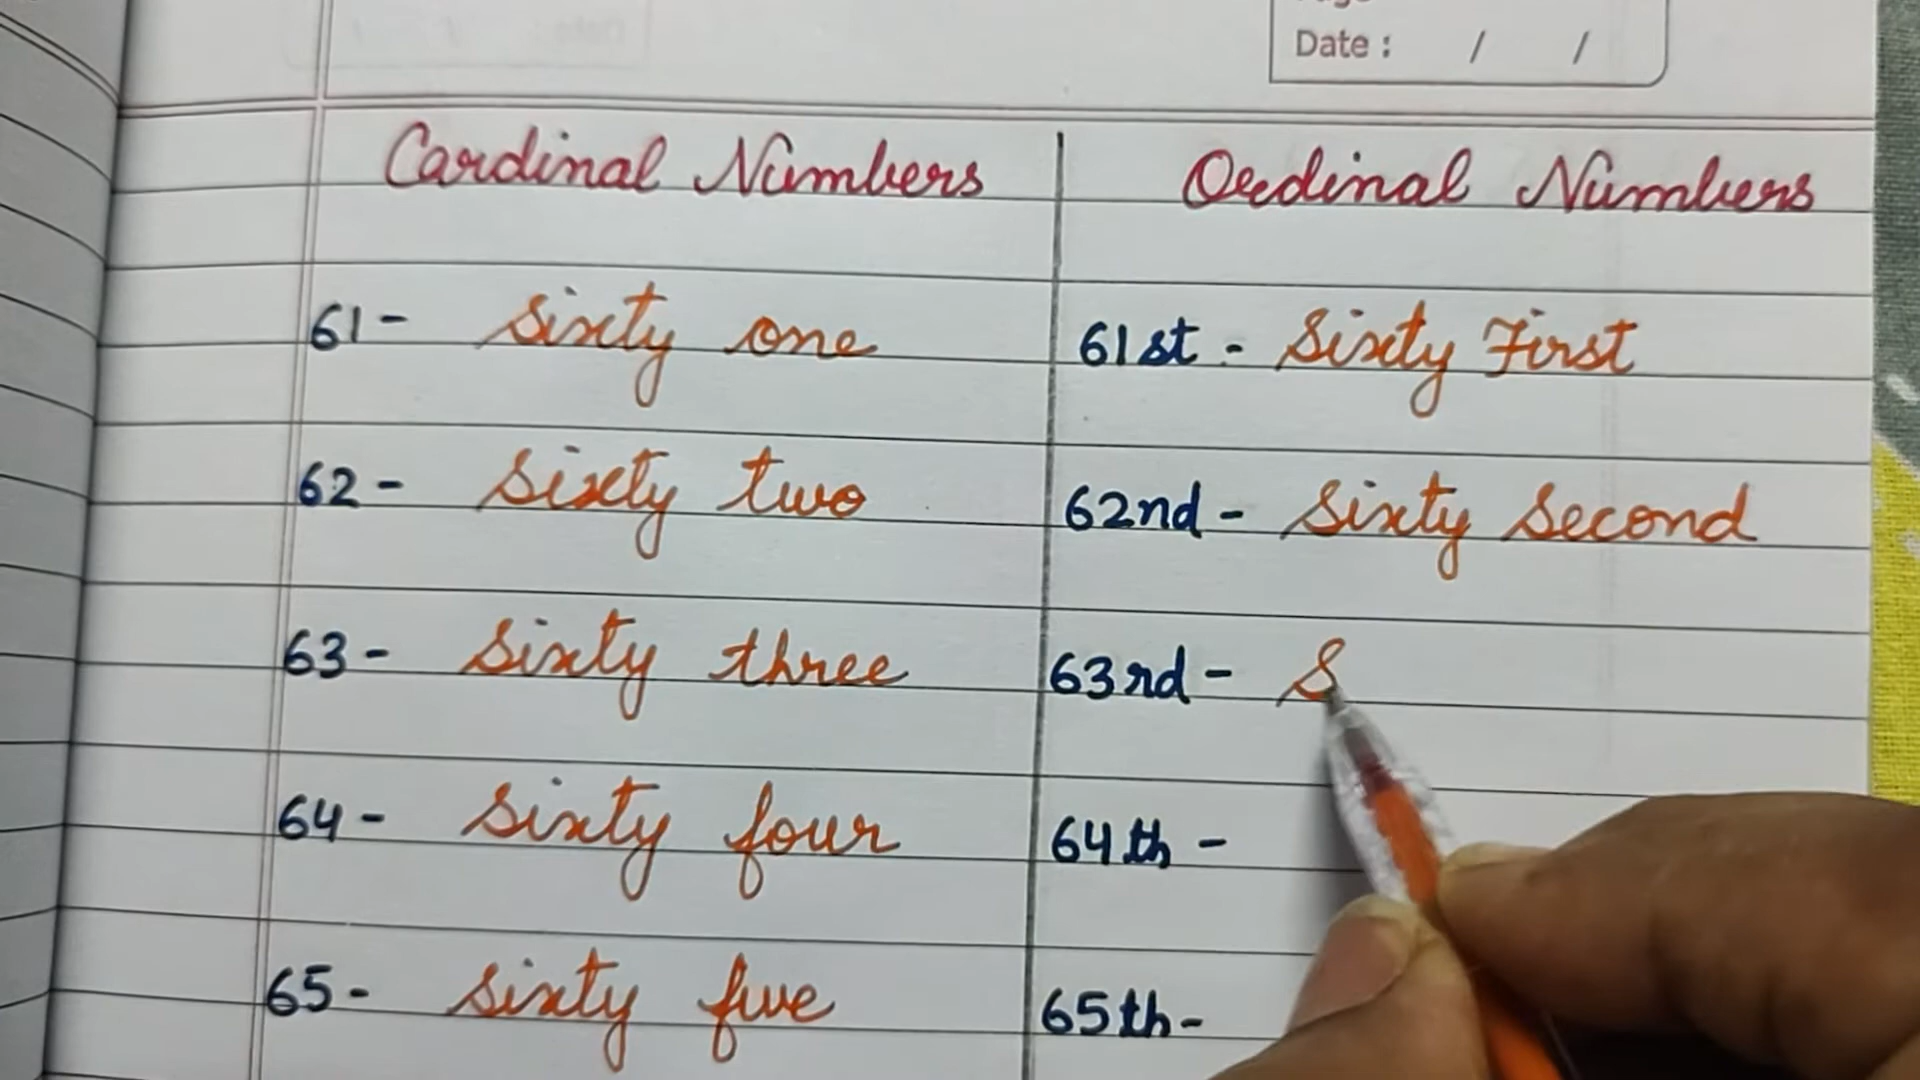 Date : / /
Cardinal Numbers
Ordinal Numbers
61- Sixty one
61st - Sixty First
62- Sixty two
62nd - Sixty Second
63- Sixty three
63rd - S
64- Sixty four
64th -
65- Sixty five
65th-